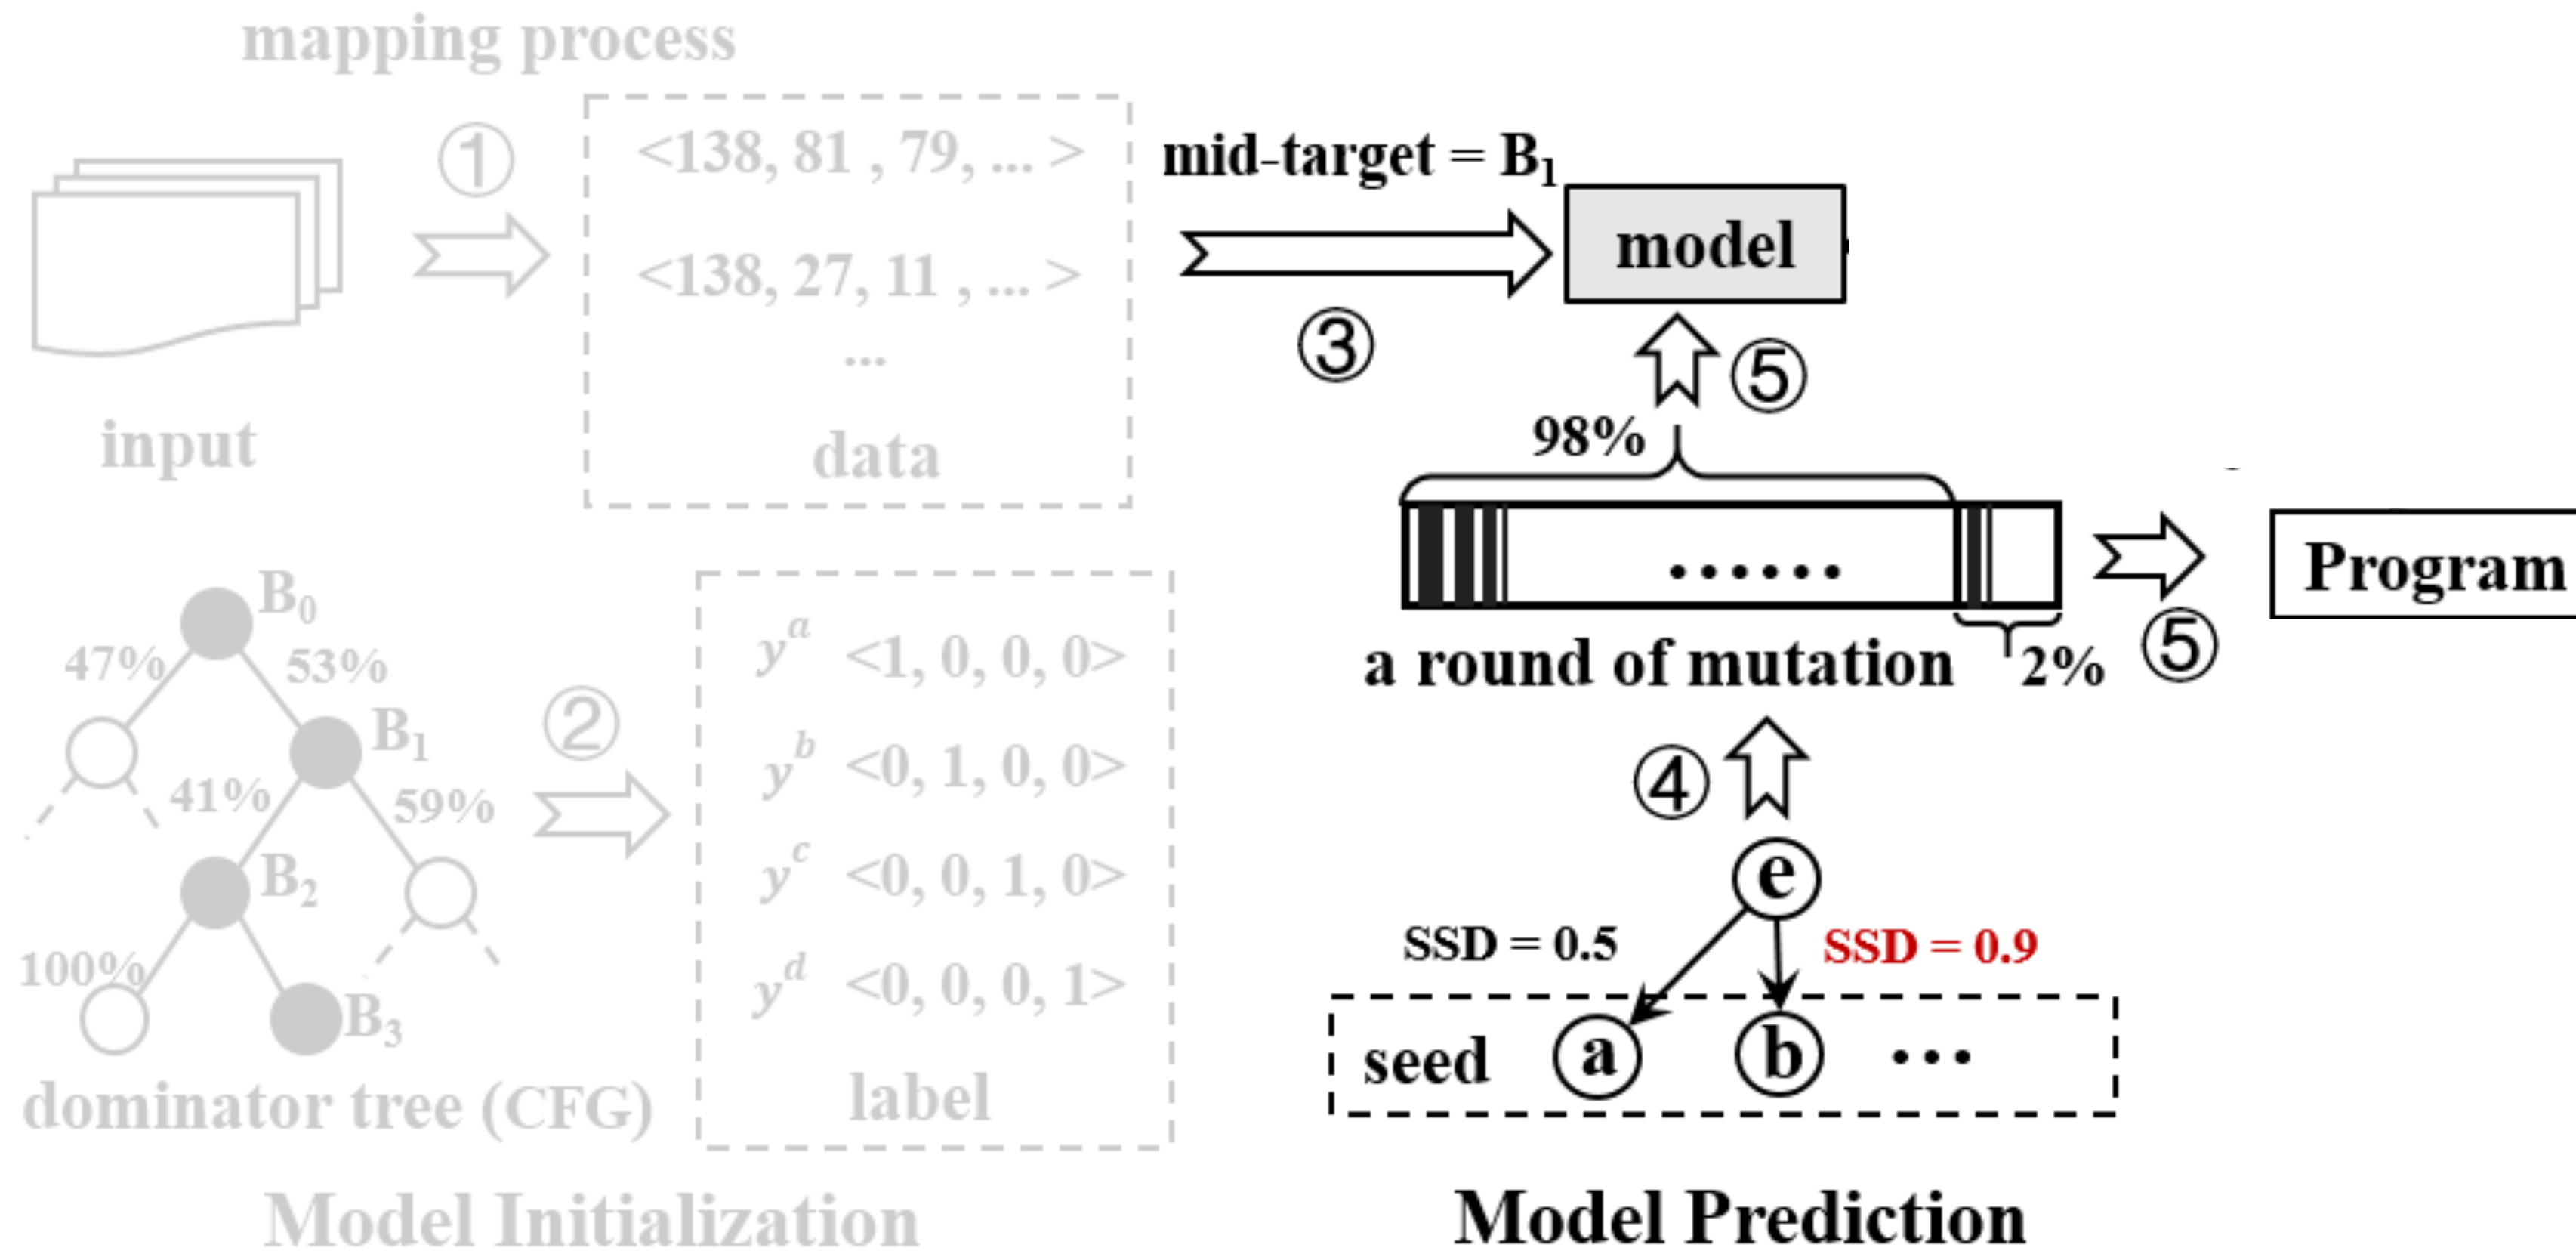 mapping process
①
<138, 81 , 79, ... >
<138, 27, 11 , ... >
...
data
input
mid-target = B₁
model
③
⑤
98%
......
Program
⑤
a round of mutation
2%
④
e
SSD = 0.5
SSD = 0.9
seed
a
b
...
B₀
47%
53%
B₁
41%
59%
B₂
100%
B₃
dominator tree (CFG)
②
yᵃ <1, 0, 0, 0>
yᵇ <0, 1, 0, 0>
yᶜ <0, 0, 1, 0>
yᵈ <0, 0, 0, 1>
label
Model Initialization
Model Prediction